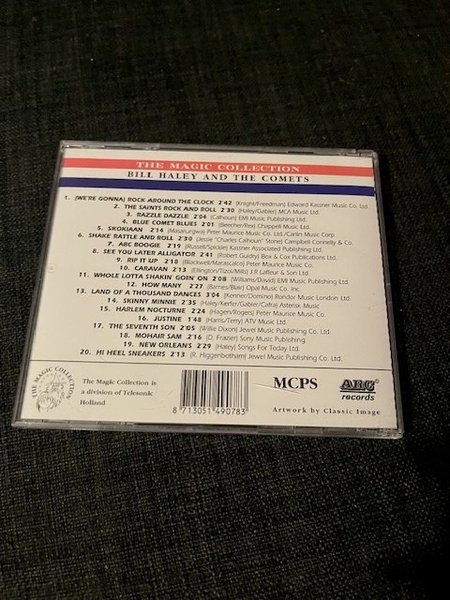 THE MAGIC COLLECTION
BILL HALEY AND THE COMETS
1. (WE'RE GONNA) ROCK AROUND THE CLOCK 2'42 (Knight/Freedman) Edward Kassner Music Co. Ltd.
2. THE SAINTS ROCK AND ROLL 2'30 (Haley/Gabler) MCA Music Ltd.
3. RAZZLE DAZZLE 2'04 (Calhoun) EMI Music Publishing Ltd.
4. BLUE COMET BLUES 2'01 (Beecher/Rex) Chappell Music Ltd.
5. SKOKIAAN 2'14 (Masarurgwa) Peter Maurice Music Co. Ltd/Carlin Music Corp
6. SHAKE RATTLE AND ROLL 2'30 (Jessie "Charles Calhoun" Stone) Campbell Connelly & Co.
7. ABC BOOGIE 2'19 (Russell/Spickler) Kassner Associated Publishing Ltd.
8. SEE YOU LATER ALLIGATOR 2'41 (Robert Guidry) Box & Cox Publications Ltd.
9. RIP IT UP 2'18 (Blackwell/Marascalco) Peter Maurice Music Co.
10. CARAVAN 2'13 (Ellington/Tizol/Mills) J.R Lafleur & Son Ltd.
11. WHOLE LOTTA SHAKIN' GOIN' ON 2'08 (Williams/David) EMI Music Publishing Ltd.
12. HOW MANY 2'27 (Barnes/Blair) Opal Music Co. Inc.
13. LAND OF A THOUSAND DANCES 3'04 (Kenner/Domino) Rondor Music London Ltd.
14. SKINNY MINNIE 2'35 (Haley/Kerfer/Gabler/Cafra) Asterisk Music
15. HARLEM NOCTURNE 2'24 (Hagen/Rogers) Peter Maurice Music Co.
16. JUSTINE 1'48 (Harris/Terry) ATV Music Ltd.
17. THE SEVENTH SON 2'05 (Willie Dixon) Jewel Music Publishing Co. Ltd.
18. MOHAIR SAM 2'16 (D. Frazier) Sony Music Publishing
19. NEW ORLEANS 2'29 (Haley) Songs For Today Ltd.
20. HI HEEL SNEAKERS 2'13 (R. Higgenbotham) Jewel Music Publishing Co. Ltd.
THE MAGIC COLLECTION
The Magic Collection is
a division of Telesonic
Holland
8 713051 490783
MCPS
ARC
records
Artwork by Classic Image